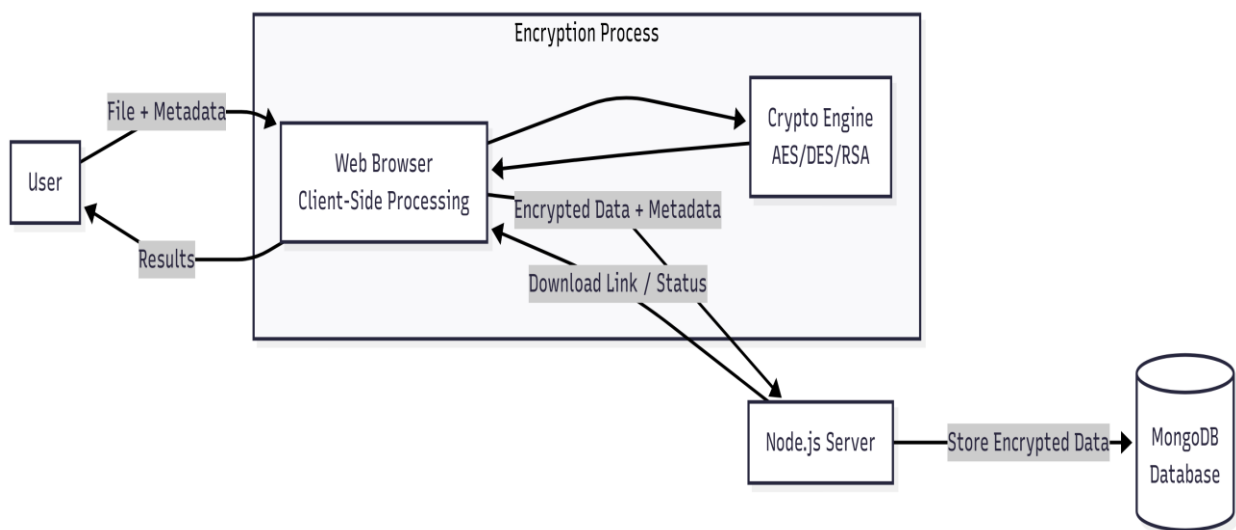 Encryption Process
File + Metadata
User
Web Browser
Client-Side Processing
Crypto Engine
AES/DES/RSA
Encrypted Data + Metadata
Results
Download Link / Status
Node.js Server
Store Encrypted Data
MongoDB
Database